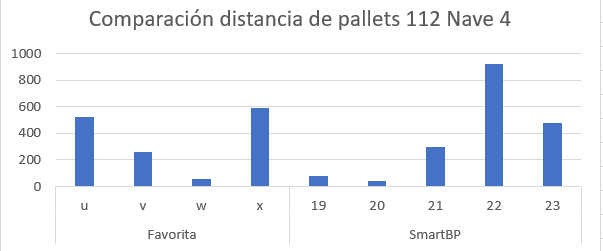 Comparación distancia de pallets 112 Nave 4
1000
800
600
400
200
0
u v w x 19 20 21 22 23
Favorita SmartBP